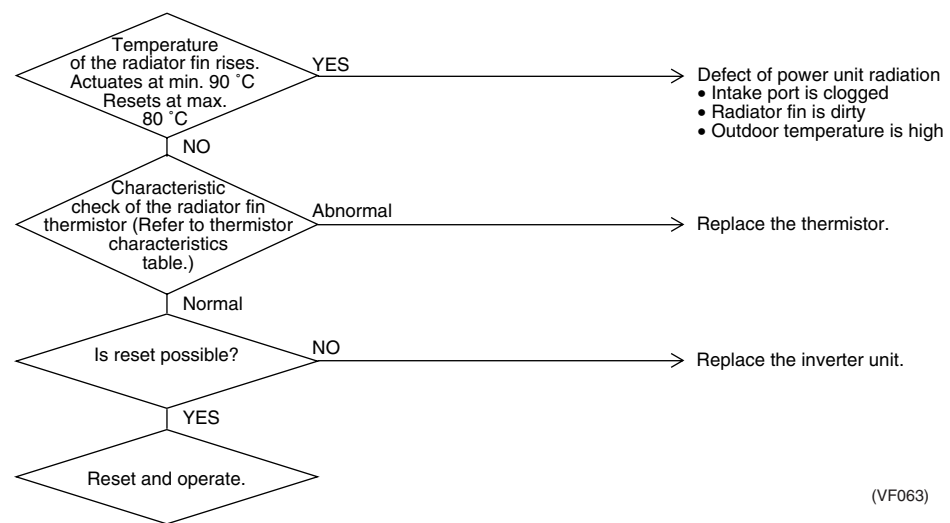 Temperature
of the radiator fin rises.
Actuates at min. 90 ˚C
Resets at max.
80 ˚C
YES
Defect of power unit radiation
• Intake port is clogged
• Radiator fin is dirty
• Outdoor temperature is high
NO
Characteristic
check of the radiator fin
thermistor (Refer to thermistor
characteristics
table.)
Abnormal
Replace the thermistor.
Normal
Is reset possible?
NO
Replace the inverter unit.
YES
Reset and operate.
(VF063)